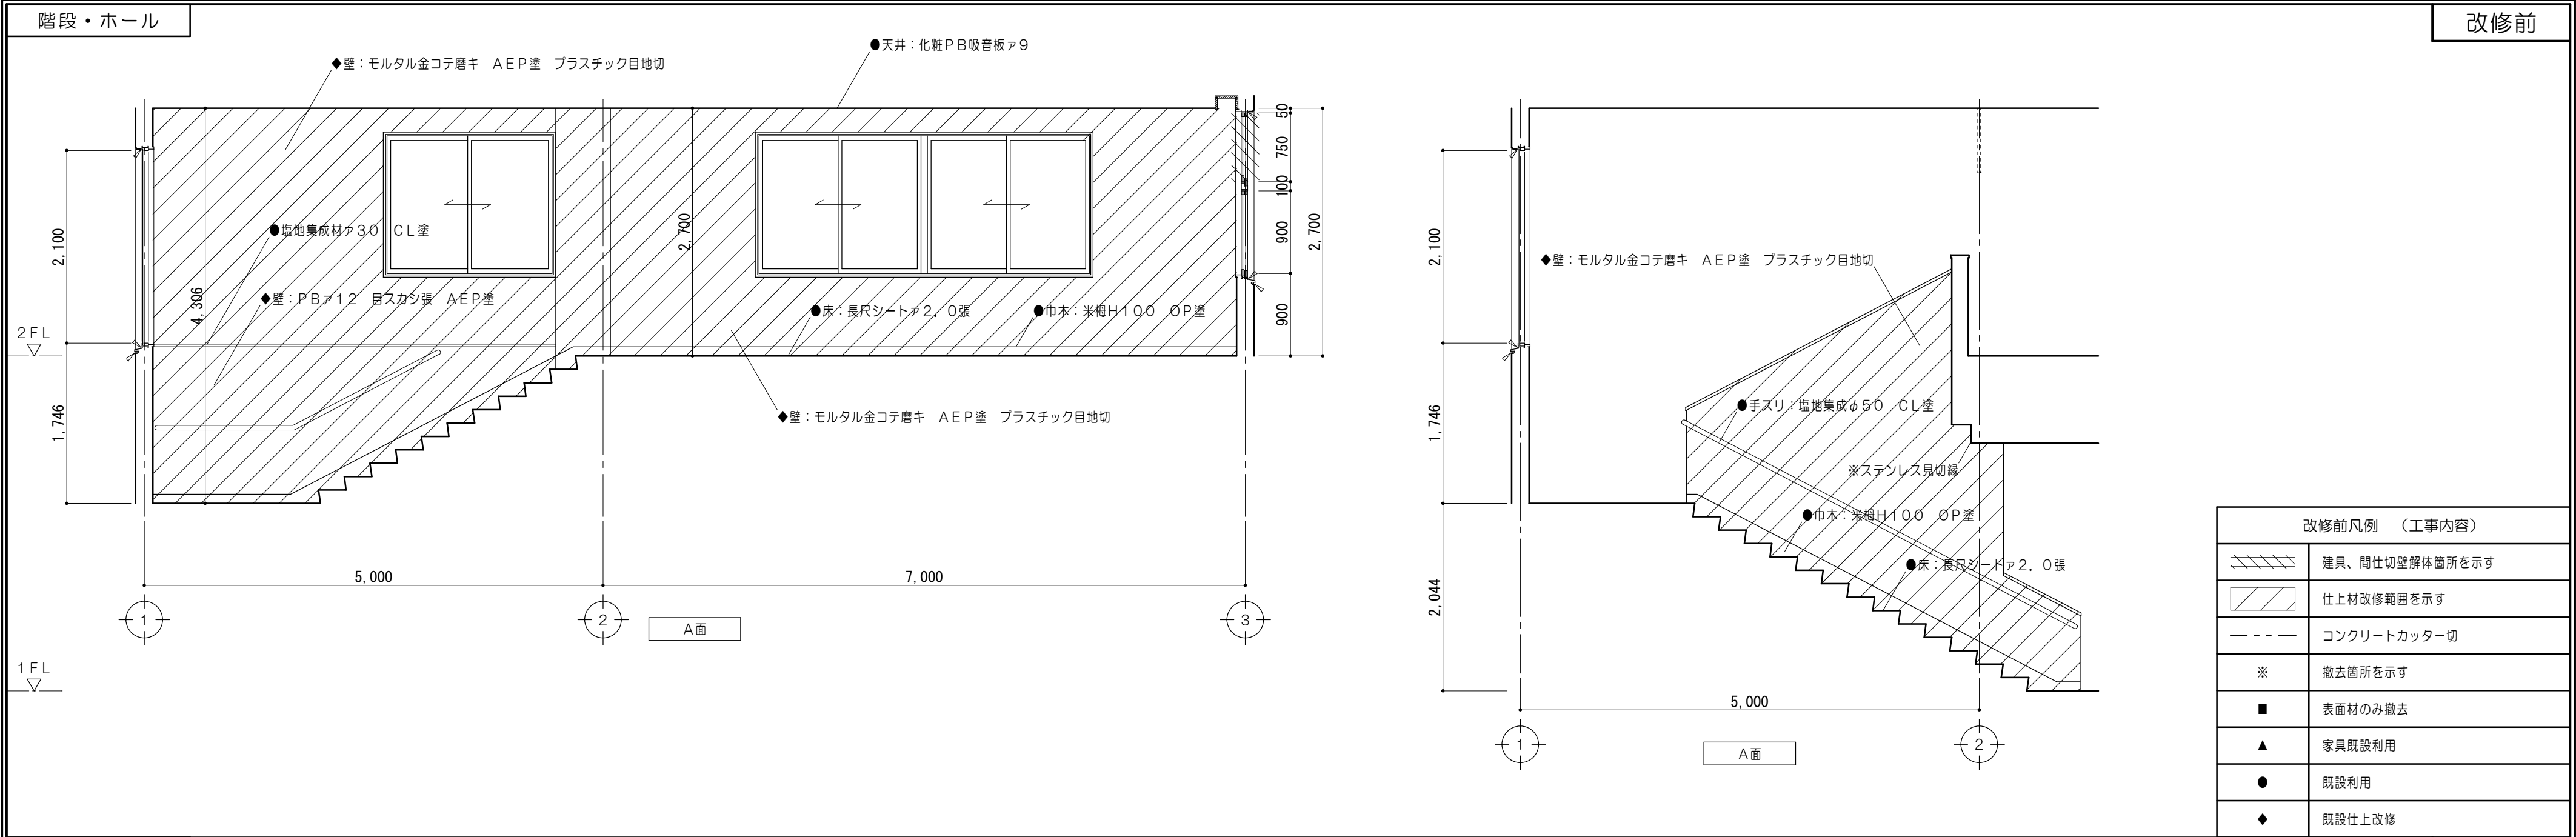 階段・ホール
改修前
●天井：化粧ＰＢ吸音板ァ９
◆壁：モルタル金コテ磨キ　ＡＥＰ塗　プラスチック目地切
●塩地集成材ァ３０　ＣＬ塗
◆壁：ＰＢァ１２　目スカシ張　ＡＥＰ塗
●床：長尺シートァ２．０張
●巾木：米栂Ｈ１００　ＯＰ塗
◆壁：モルタル金コテ磨キ　ＡＥＰ塗　プラスチック目地切
2,100
1,746
4,306
2,700
50
750
100
900
900
2,700
２ＦＬ
１ＦＬ
5,000
7,000
1
2
3
Ａ面
◆壁：モルタル金コテ磨キ　ＡＥＰ塗　プラスチック目地切
●手スリ：塩地集成φ５０　ＣＬ塗
※ステンレス見切縁
●巾木：米栂Ｈ１００　ＯＰ塗
●床：長尺シートァ２．０張
2,100
1,746
2,044
5,000
1
2
Ａ面
改修前凡例　（工事内容）
建具、間仕切壁解体箇所を示す
仕上材改修範囲を示す
コンクリートカッター切
※　撤去箇所を示す
■　表面材のみ撤去
▲　家具既設利用
●　既設利用
◆　既設仕上改修